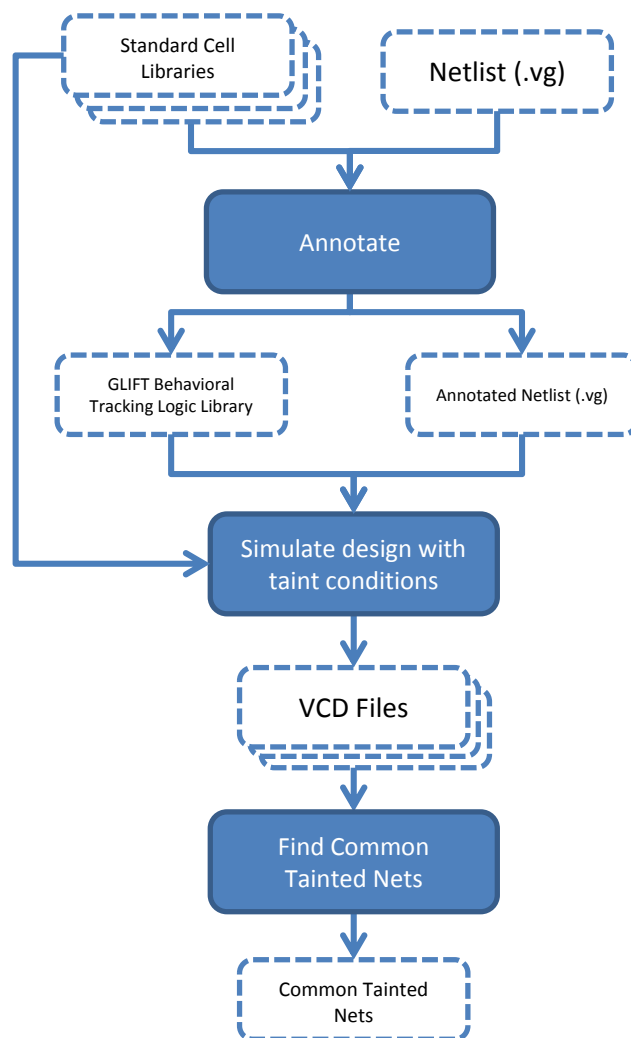 Standard Cell
Libraries
Netlist (.vg)
Annotate
GLIFT Behavioral
Tracking Logic Library
Annotated Netlist (.vg)
Simulate design with
taint conditions
VCD Files
Find Common
Tainted Nets
Common Tainted
Nets